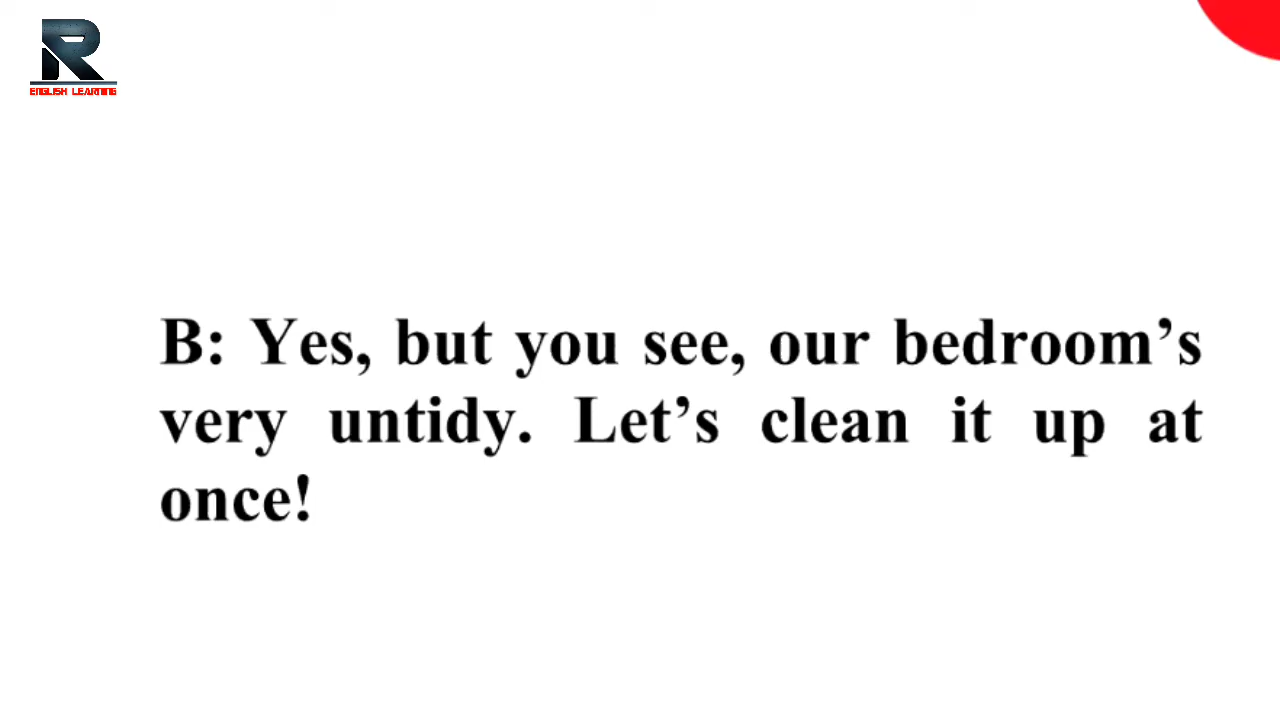 R
ENGLISH LEARNING
B: Yes, but you see, our bedroom’s
very untidy. Let’s clean it up at
once!